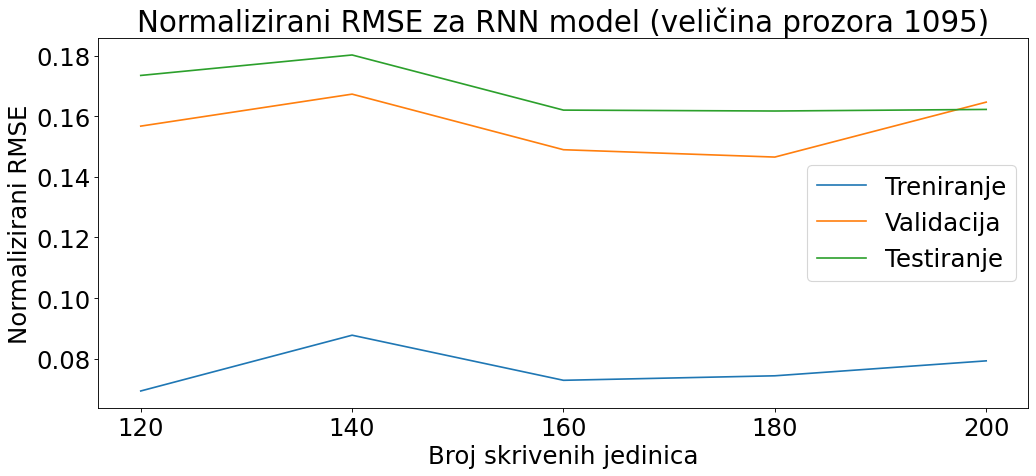 Normalizirani RMSE za RNN model (veličina prozora 1095)
Normalizirani RMSE
0.18
0.16
0.14
0.12
0.10
0.08
Treniranje
Validacija
Testiranje
120 140 160 180 200
Broj skrivenih jedinica